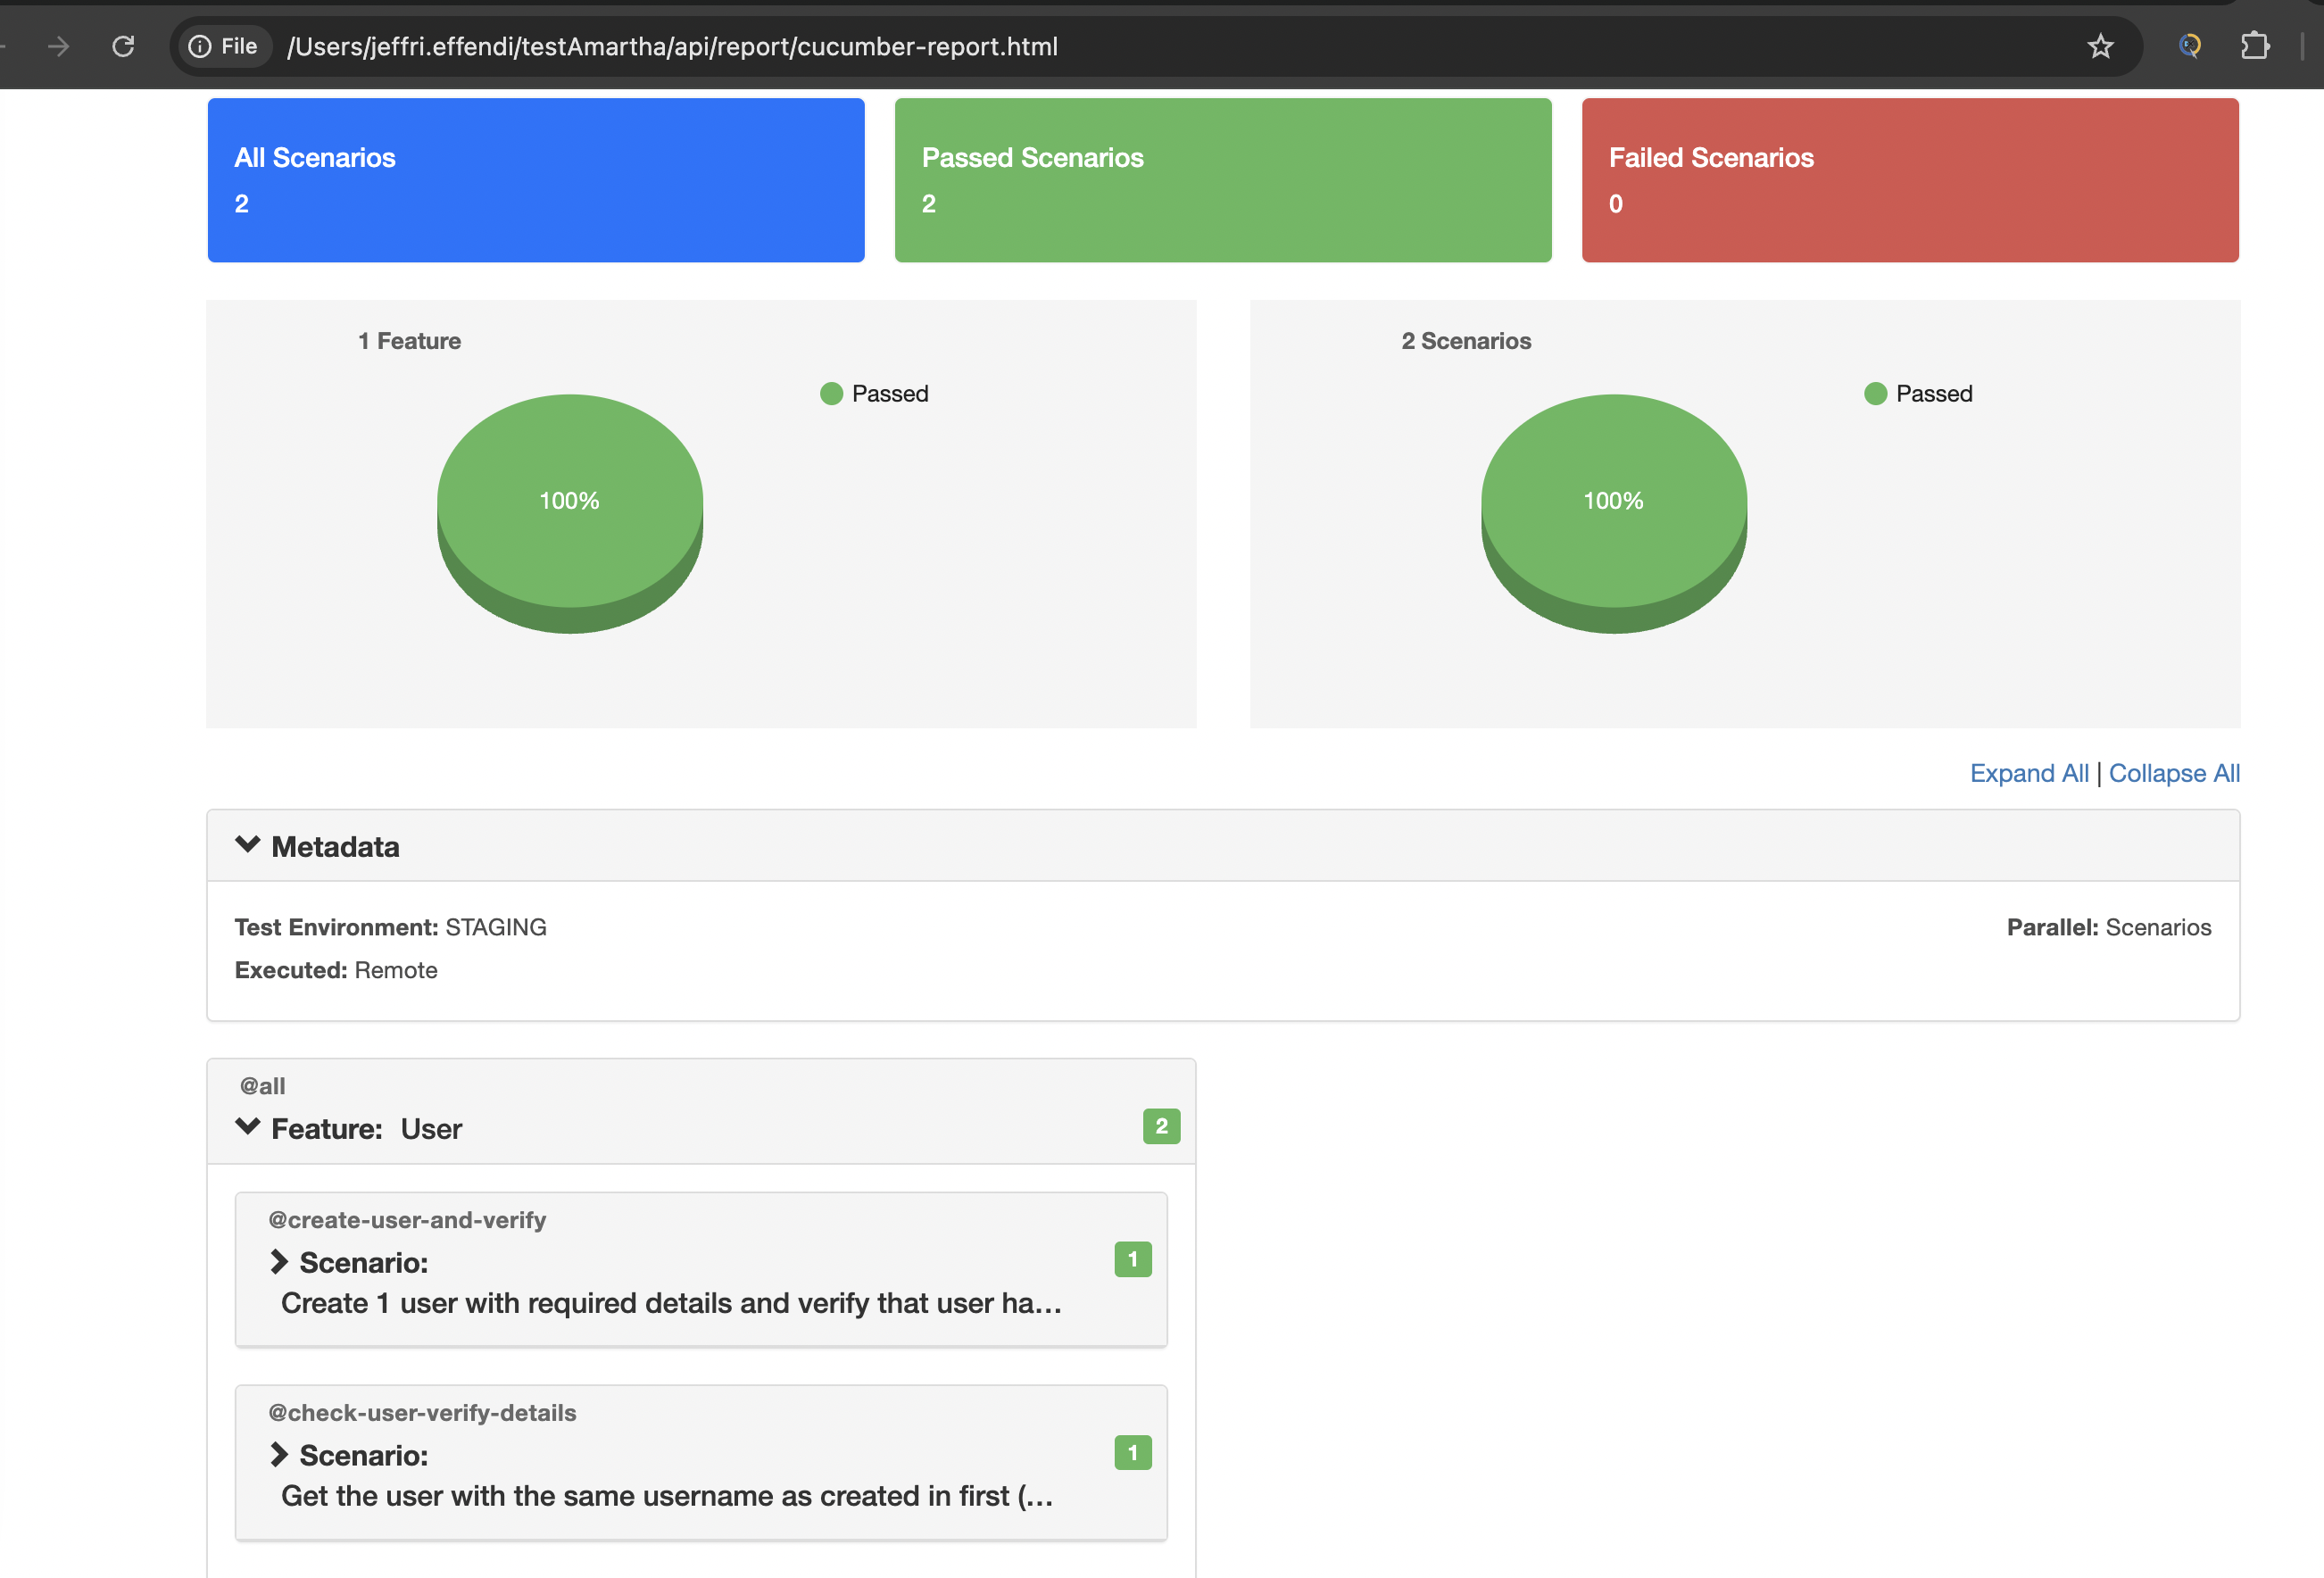 File /Users/jeffri.effendi/testAmartha/api/report/cucumber-report.html
All Scenarios
2
Passed Scenarios
2
Failed Scenarios
0
1 Feature
Passed
100%
2 Scenarios
Passed
100%
Expand All | Collapse All
Metadata
Test Environment: STAGING
Parallel: Scenarios
Executed: Remote
@all
Feature: User
2
@create-user-and-verify
Scenario:
1
Create 1 user with required details and verify that user ha...
@check-user-verify-details
Scenario:
1
Get the user with the same username as created in first (...